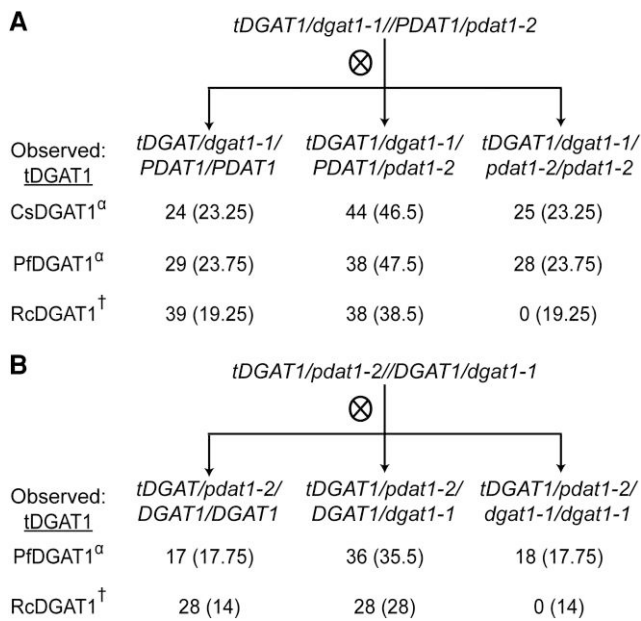 A
tDGAT1/dgat1-1//PDAT1/pdat1-2
Observed:
tDGAT1
tDGAT/dgat1-1/
PDAT1/PDAT1
tDGAT1/dgat1-1/
PDAT1/pdat1-2
tDGAT1/dgat1-1/
pdat1-2/pdat1-2
CsDGAT1α 24 (23.25) 44 (46.5) 25 (23.25)
PfDGAT1α 29 (23.75) 38 (47.5) 28 (23.75)
RcDGAT1† 39 (19.25) 38 (38.5) 0 (19.25)
B
tDGAT1/pdat1-2//DGAT1/dgat1-1
Observed:
tDGAT1
tDGAT/pdat1-2/
DGAT1/DGAT1
tDGAT1/pdat1-2/
DGAT1/dgat1-1
tDGAT1/pdat1-2/
dgat1-1/dgat1-1
PfDGAT1α 17 (17.75) 36 (35.5) 18 (17.75)
RcDGAT1† 28 (14) 28 (28) 0 (14)